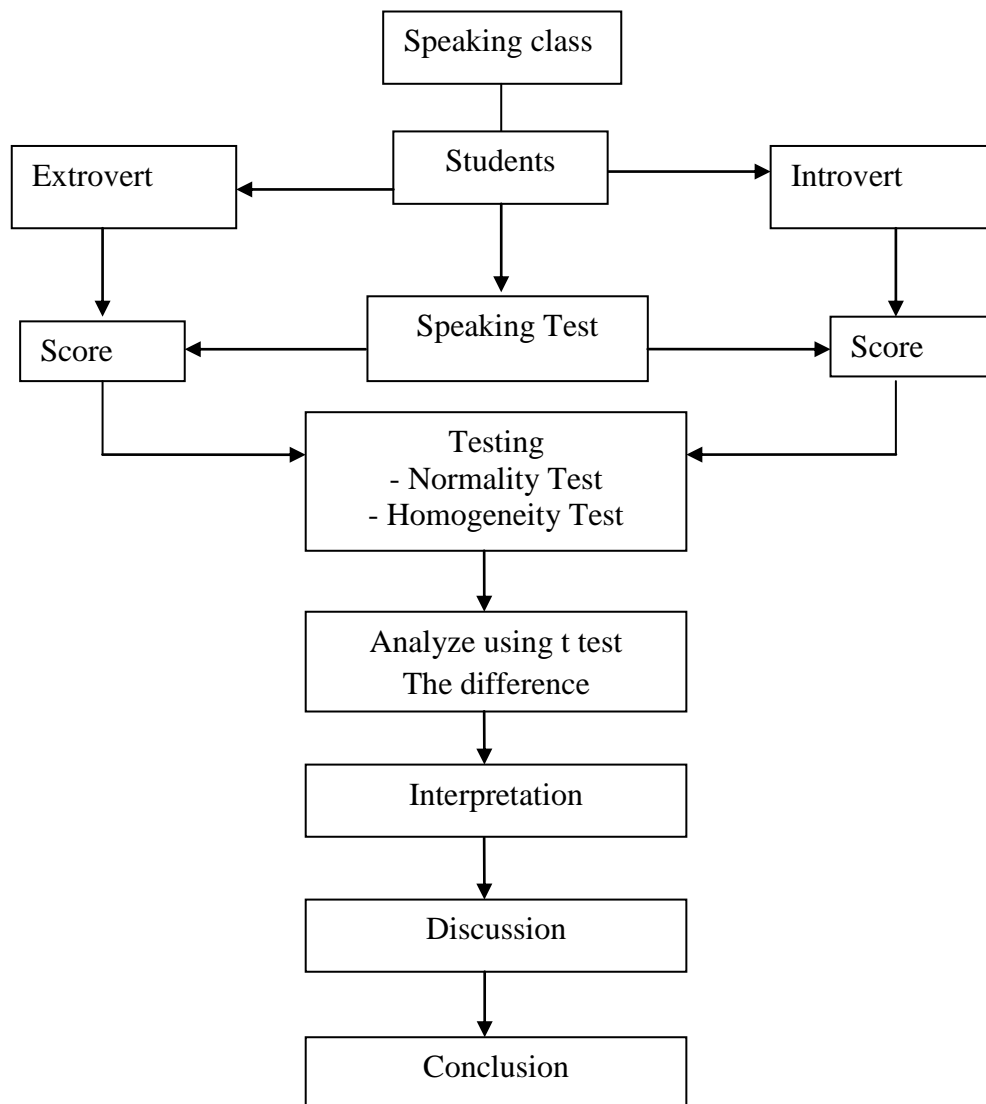 Speaking class
Students
Extrovert
Introvert
Speaking Test
Score
Score
Testing
- Normality Test
- Homogeneity Test
Analyze using t test
The difference
Interpretation
Discussion
Conclusion